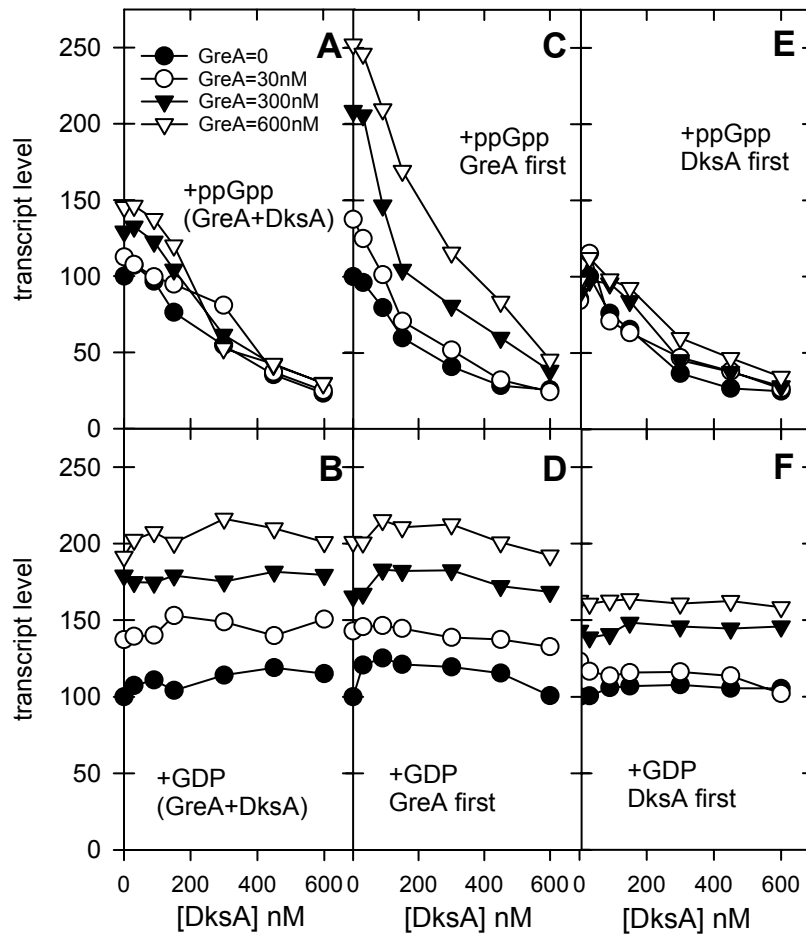 A
C
E
GreA=0
GreA=30nM
GreA=300nM
GreA=600nM
+ppGpp
(GreA+DksA)
+ppGpp
GreA first
+ppGpp
DksA first
transcript level
250
200
150
100
50
0
B
D
F
+GDP
(GreA+DksA)
+GDP
GreA first
+GDP
DksA first
transcript level
250
200
150
100
50
0
0 200 400 600 0 200 400 600 0 200 400 600
[DksA] nM [DksA] nM [DksA] nM